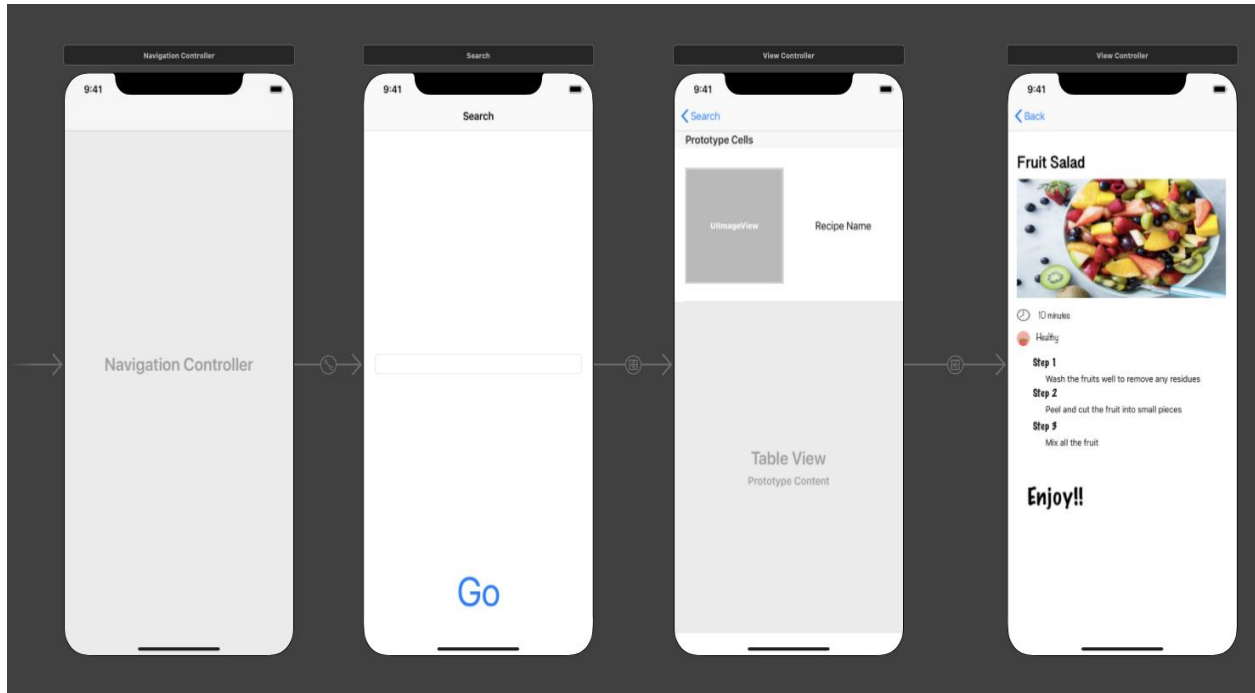 Navigation Controller
9:41
Navigation Controller
Search
9:41
Search
Go
View Controller
9:41
Search
Prototype Cells
UIImageView
Recipe Name
Table View
Prototype Content
View Controller
9:41
Back
Fruit Salad
10 minutes
Healthy
Step 1
Wash the fruits well to remove any residues
Step 2
Peel and cut the fruit into small pieces
Step 3
Mix all the fruit
Enjoy!!